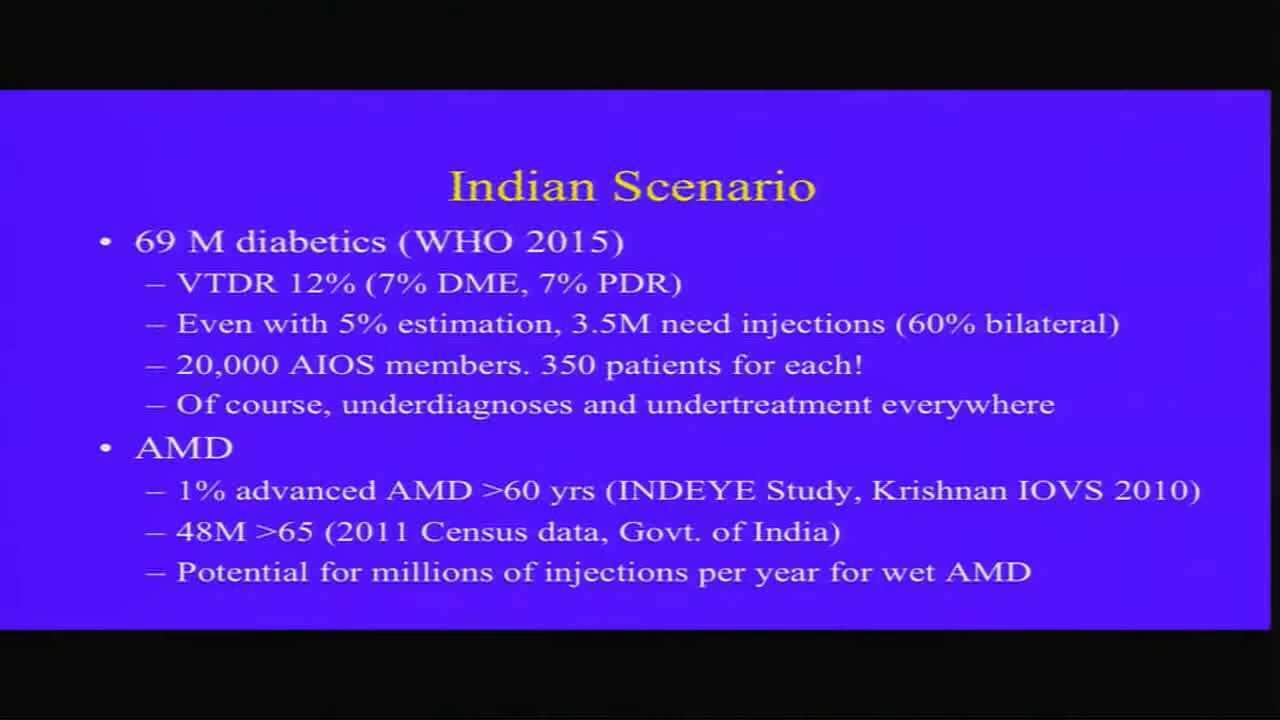 Indian Scenario
• 69 M diabetics (WHO 2015)
– VTDR 12% (7% DME, 7% PDR)
– Even with 5% estimation, 3.5M need injections (60% bilateral)
– 20,000 AIOS members. 350 patients for each!
– Of course, underdiagnoses and undertreatment everywhere
• AMD
– 1% advanced AMD >60 yrs (INDEYE Study, Krishnan IOVS 2010)
– 48M >65 (2011 Census data, Govt. of India)
– Potential for millions of injections per year for wet AMD